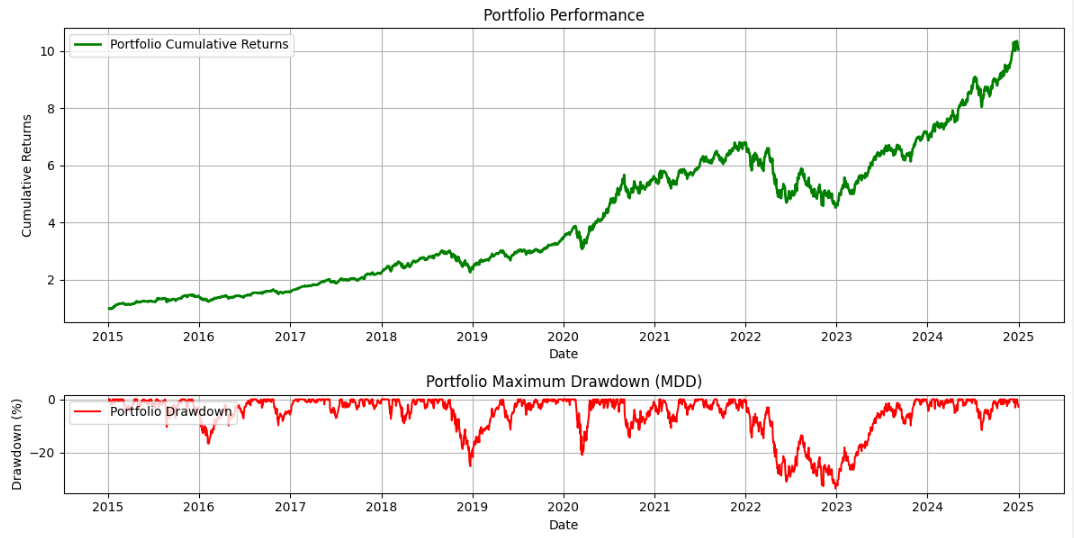 Portfolio Performance
Portfolio Cumulative Returns
Cumulative Returns
10
8
6
4
2
2015 2016 2017 2018 2019 2020 2021 2022 2023 2024 2025
Date
Portfolio Maximum Drawdown (MDD)
Portfolio Drawdown
Drawdown (%)
0
−20
2015 2016 2017 2018 2019 2020 2021 2022 2023 2024 2025
Date